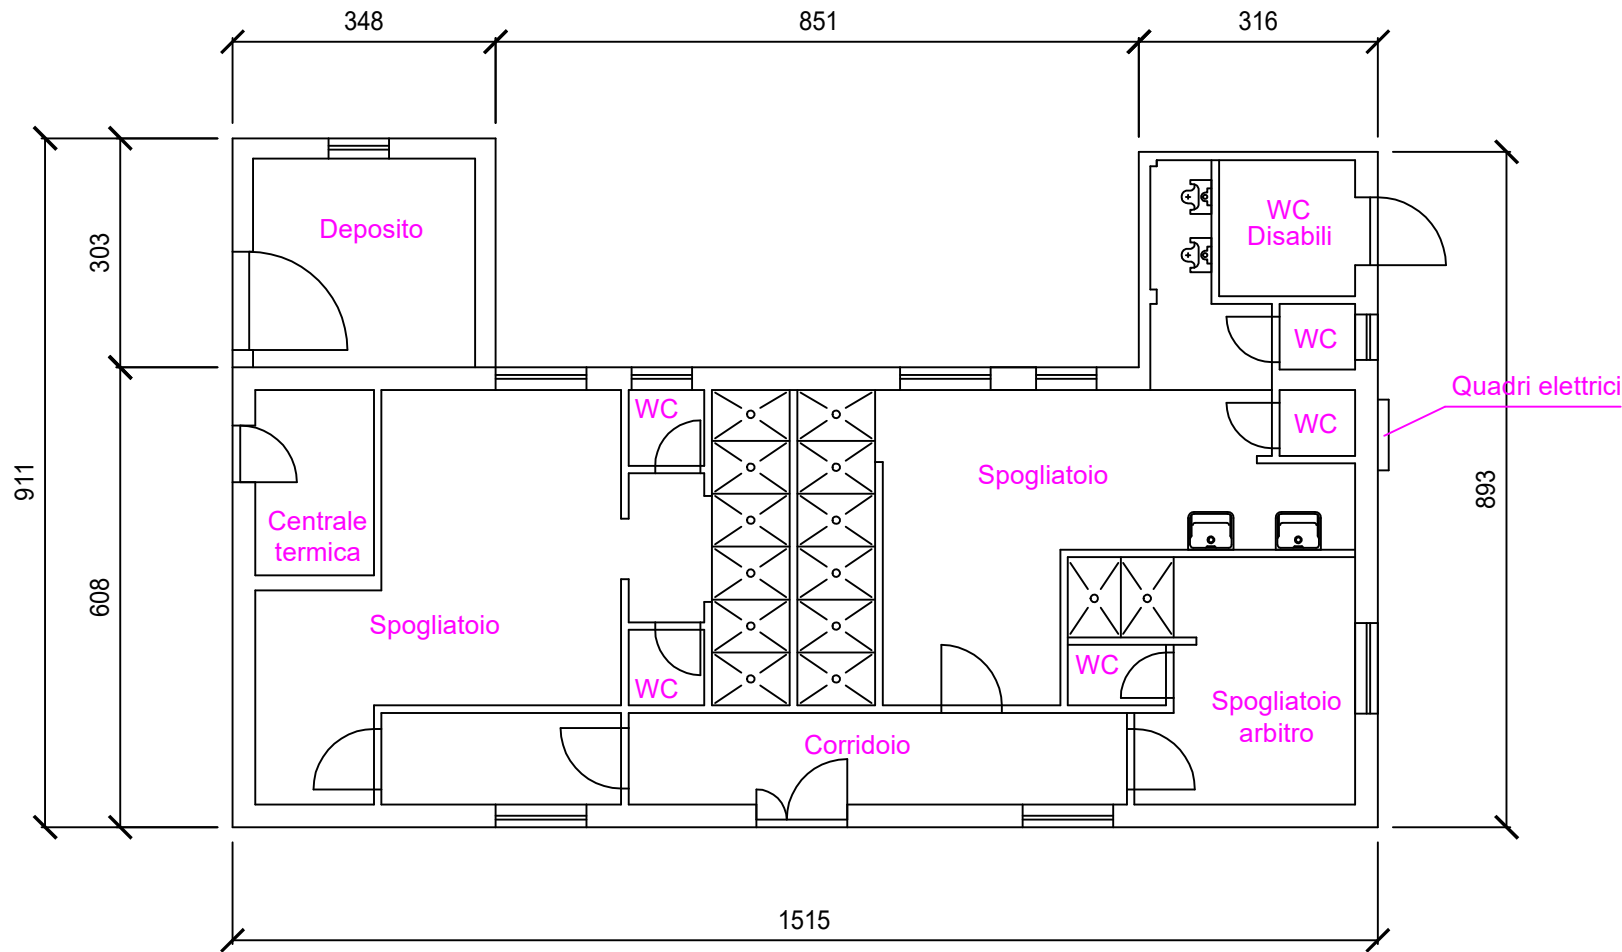 348
851
316
Deposito
WC
Disabili
303
WC
Quadri elettrici
WC
WC
911
Spogliatoio
893
Centrale
termica
608
Spogliatoio
WC
WC
Spogliatoio
arbitro
Corridoio
1515